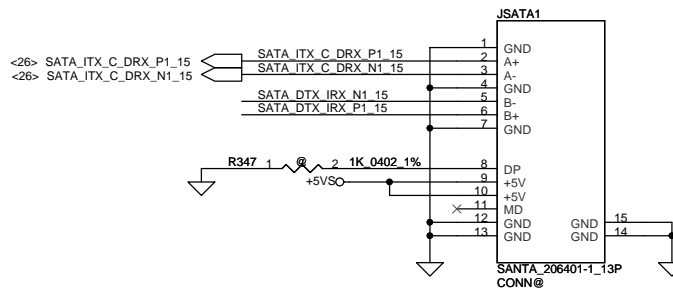 JSATA1
1 GND
<26> SATA_ITX_C_DRX_P1_15 SATA_ITX_C_DRX_P1_15 2 A+
<26> SATA_ITX_C_DRX_N1_15 SATA_ITX_C_DRX_N1_15 3 A-
4 GND
SATA_DTX_IRX_N1_15 5 B-
SATA_DTX_IRX_P1_15 6 B+
7 GND
R347 1 @ 2 1K_0402_1% 8 DP
+5VS 9 +5V
10 +5V
11 MD
12 GND GND 15
13 GND GND 14
SANTA_206401-1_13P
CONN@